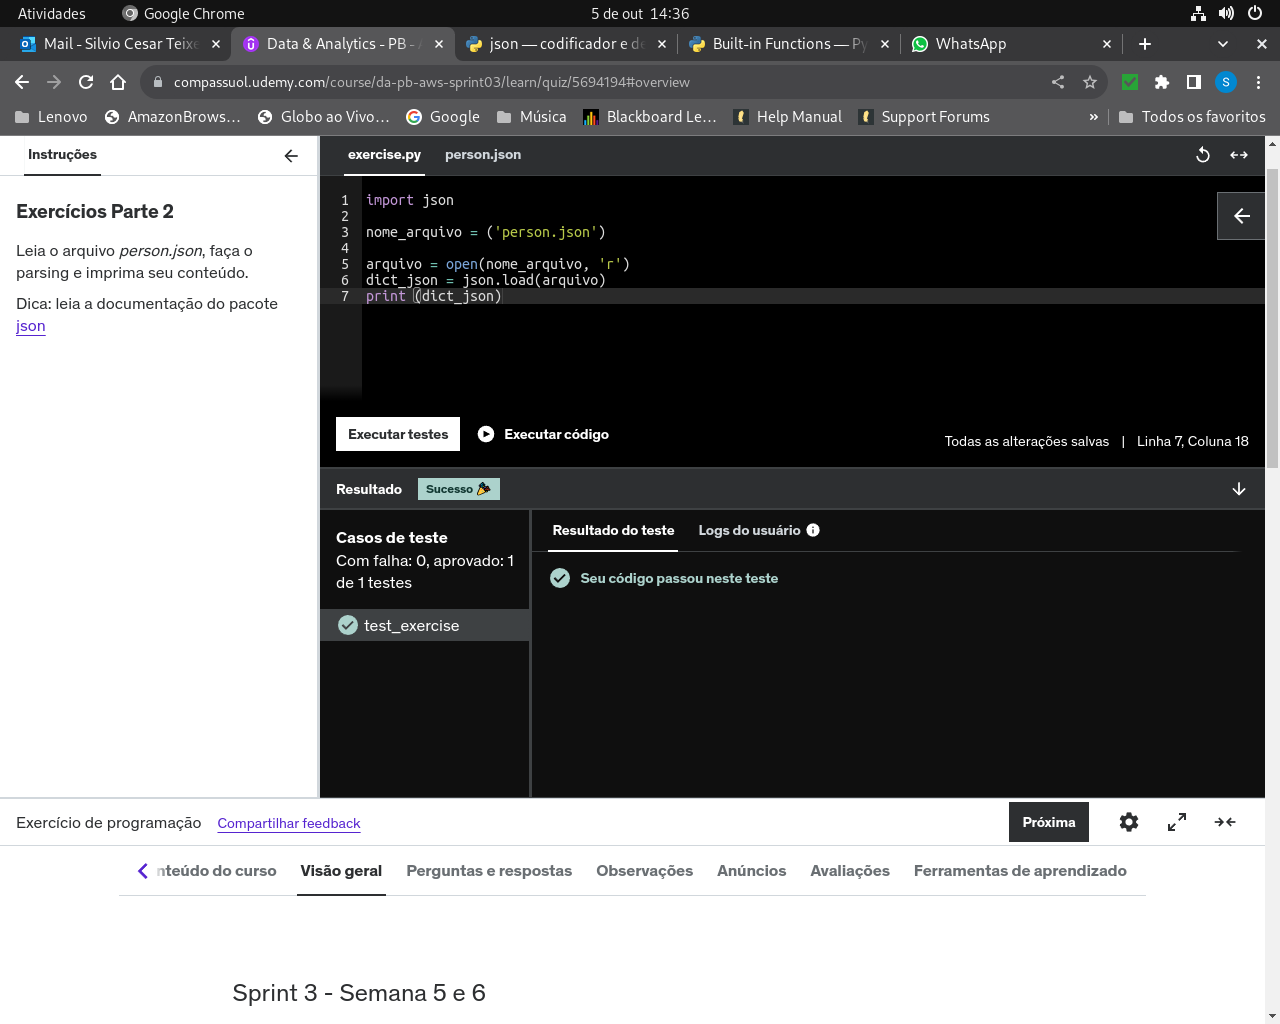 Atividades
Google Chrome
5 de out 14:36
Mail - Silvio Cesar Teixe
Data & Analytics - PB - A
json — codificador e de
Built-in Functions — Py
WhatsApp
compassuol.udemy.com/course/da-pb-aws-sprint03/learn/quiz/5694194#overview
S
Lenovo
AmazonBrows...
Globo ao Vivo...
Google
Música
Blackboard Le...
Help Manual
Support Forums
»
Todos os favoritos
Instruções
Exercícios Parte 2
Leia o arquivo person.json, faça o
parsing e imprima seu conteúdo.
Dica: leia a documentação do pacote
json
exercise.py
person.json
1 import json
2
3 nome_arquivo = ('person.json')
4
5 arquivo = open(nome_arquivo, 'r')
6 dict_json = json.load(arquivo)
7 print (dict_json)
Executar testes
Executar código
Todas as alterações salvas | Linha 7, Coluna 18
Resultado
Sucesso
Casos de teste
Com falha: 0, aprovado: 1
de 1 testes
test_exercise
Resultado do teste
Logs do usuário
Seu código passou neste teste
Exercício de programação
Compartilhar feedback
Próxima
nteúdo do curso
Visão geral
Perguntas e respostas
Observações
Anúncios
Avaliações
Ferramentas de aprendizado
Sprint 3 - Semana 5 e 6